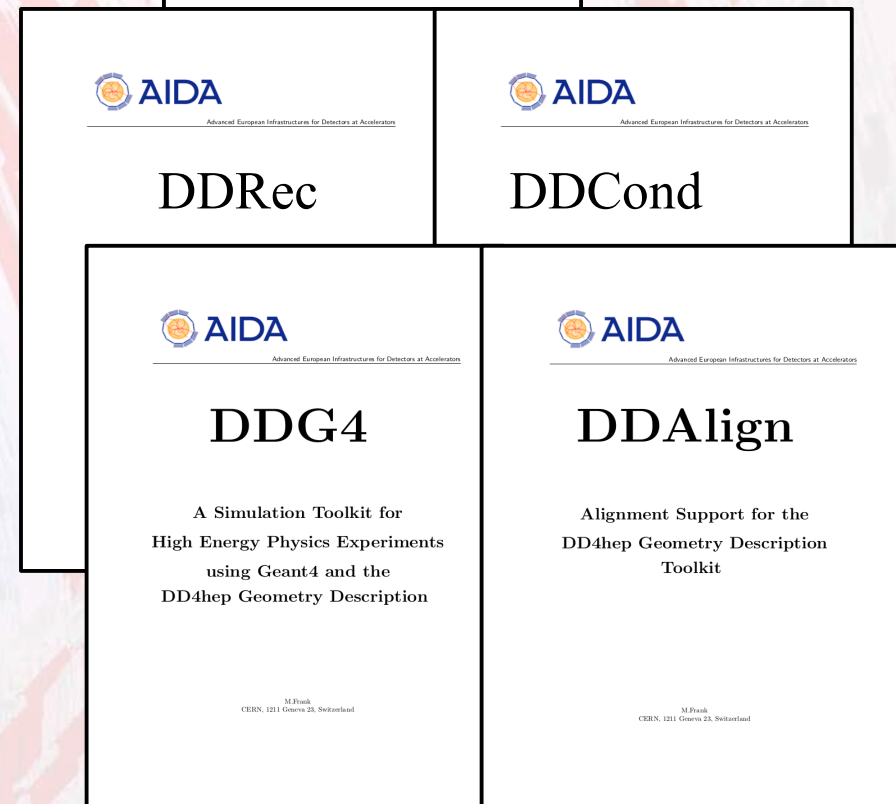 AIDA
Advanced European Infrastructures for Detectors at Accelerators
DDRec
AIDA
Advanced European Infrastructures for Detectors at Accelerators
DDCond
AIDA
Advanced European Infrastructures for Detectors at Accelerators
DDG4
A Simulation Toolkit for
High Energy Physics Experiments
using Geant4 and the
DD4hep Geometry Description
M.Frank
CERN, 1211 Geneva 23, Switzerland
AIDA
Advanced European Infrastructures for Detectors at Accelerators
DDAlign
Alignment Support for the
DD4hep Geometry Description
Toolkit
M.Frank
CERN, 1211 Geneva 23, Switzerland